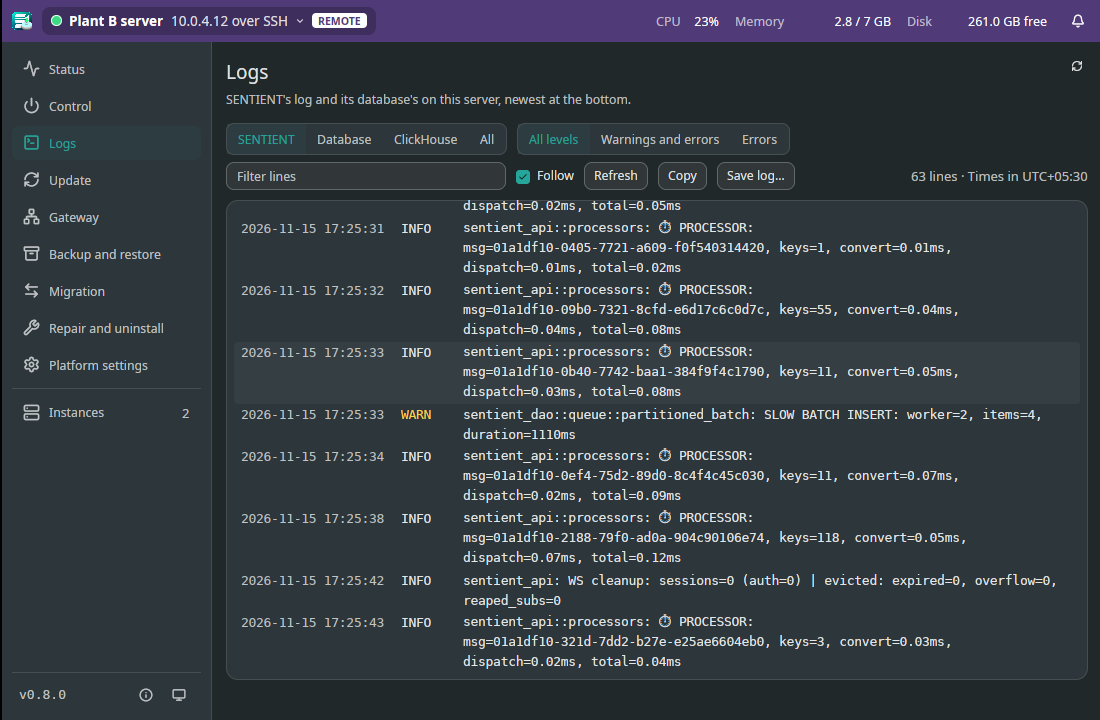 Plant B server 10.0.4.12 over SSH REMOTE CPU 23% Memory 2.8 / 7 GB Disk 261.0 GB free
Status
Control
Logs
Update
Gateway
Backup and restore
Migration
Repair and uninstall
Platform settings
Instances 2
v0.8.0
Logs
SENTIENT's log and its database's on this server, newest at the bottom.
SENTIENT Database ClickHouse All All levels Warnings and errors Errors
Filter lines Follow Refresh Copy Save log... 63 lines · Times in UTC+05:30
dispatch=0.02ms, total=0.05ms
2026-11-15 17:25:31 INFO sentient_api::processors: ⏱ PROCESSOR:
msg=01a1df10-0405-7721-a609-f0f540314420, keys=1, convert=0.01ms,
dispatch=0.01ms, total=0.02ms
2026-11-15 17:25:32 INFO sentient_api::processors: ⏱ PROCESSOR:
msg=01a1df10-09b0-7321-8cfd-e6d17c6c0d7c, keys=55, convert=0.04ms,
dispatch=0.04ms, total=0.08ms
2026-11-15 17:25:33 INFO sentient_api::processors: ⏱ PROCESSOR:
msg=01a1df10-0b40-7742-baa1-384f9f4c1790, keys=11, convert=0.05ms,
dispatch=0.03ms, total=0.08ms
2026-11-15 17:25:33 WARN sentient_dao::queue::partitioned_batch: SLOW BATCH INSERT: worker=2, items=4,
duration=1110ms
2026-11-15 17:25:34 INFO sentient_api::processors: ⏱ PROCESSOR:
msg=01a1df10-0ef4-75d2-89d0-8c4f4c45c030, keys=11, convert=0.07ms,
dispatch=0.02ms, total=0.09ms
2026-11-15 17:25:38 INFO sentient_api::processors: ⏱ PROCESSOR:
msg=01a1df10-2188-79f0-ad0a-904c90106e74, keys=118, convert=0.05ms,
dispatch=0.07ms, total=0.12ms
2026-11-15 17:25:42 INFO sentient_api: WS cleanup: sessions=0 (auth=0) | evicted: expired=0, overflow=0,
reaped_subs=0
2026-11-15 17:25:43 INFO sentient_api::processors: ⏱ PROCESSOR:
msg=01a1df10-321d-7dd2-b27e-e25ae6604eb0, keys=3, convert=0.03ms,
dispatch=0.02ms, total=0.04ms